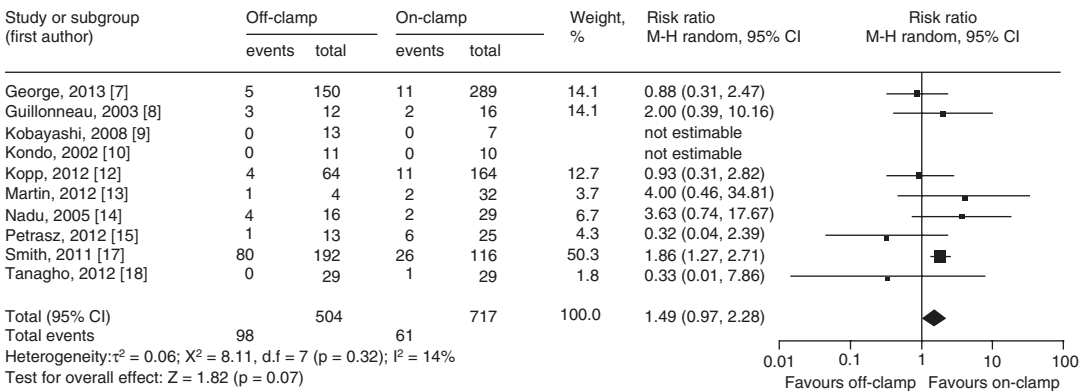 Study or subgroup Off-clamp On-clamp Weight, Risk ratio Risk ratio
(first author) events total events total % M-H random, 95% CI M-H random, 95% CI
George, 2013 [7] 5 150 11 289 14.1 0.88 (0.31, 2.47)
Guillonneau, 2003 [8] 3 12 2 16 14.1 2.00 (0.39, 10.16)
Kobayashi, 2008 [9] 0 13 0 7 not estimable
Kondo, 2002 [10] 0 11 0 10 not estimable
Kopp, 2012 [12] 4 64 11 164 12.7 0.93 (0.31, 2.82)
Martin, 2012 [13] 1 4 2 32 3.7 4.00 (0.46, 34.81)
Nadu, 2005 [14] 4 16 2 29 6.7 3.63 (0.74, 17.67)
Petrasz, 2012 [15] 1 13 6 25 4.3 0.32 (0.04, 2.39)
Smith, 2011 [17] 80 192 26 116 50.3 1.86 (1.27, 2.71)
Tanagho, 2012 [18] 0 29 1 29 1.8 0.33 (0.01, 7.86)
Total (95% CI) 504 717 100.0 1.49 (0.97, 2.28)
Total events 98 61
Heterogeneity:τ² = 0.06; X² = 8.11, d.f = 7 (p = 0.32); I² = 14%
Test for overall effect: Z = 1.82 (p = 0.07)
0.01 0.1 1 10 100
Favours off-clamp Favours on-clamp